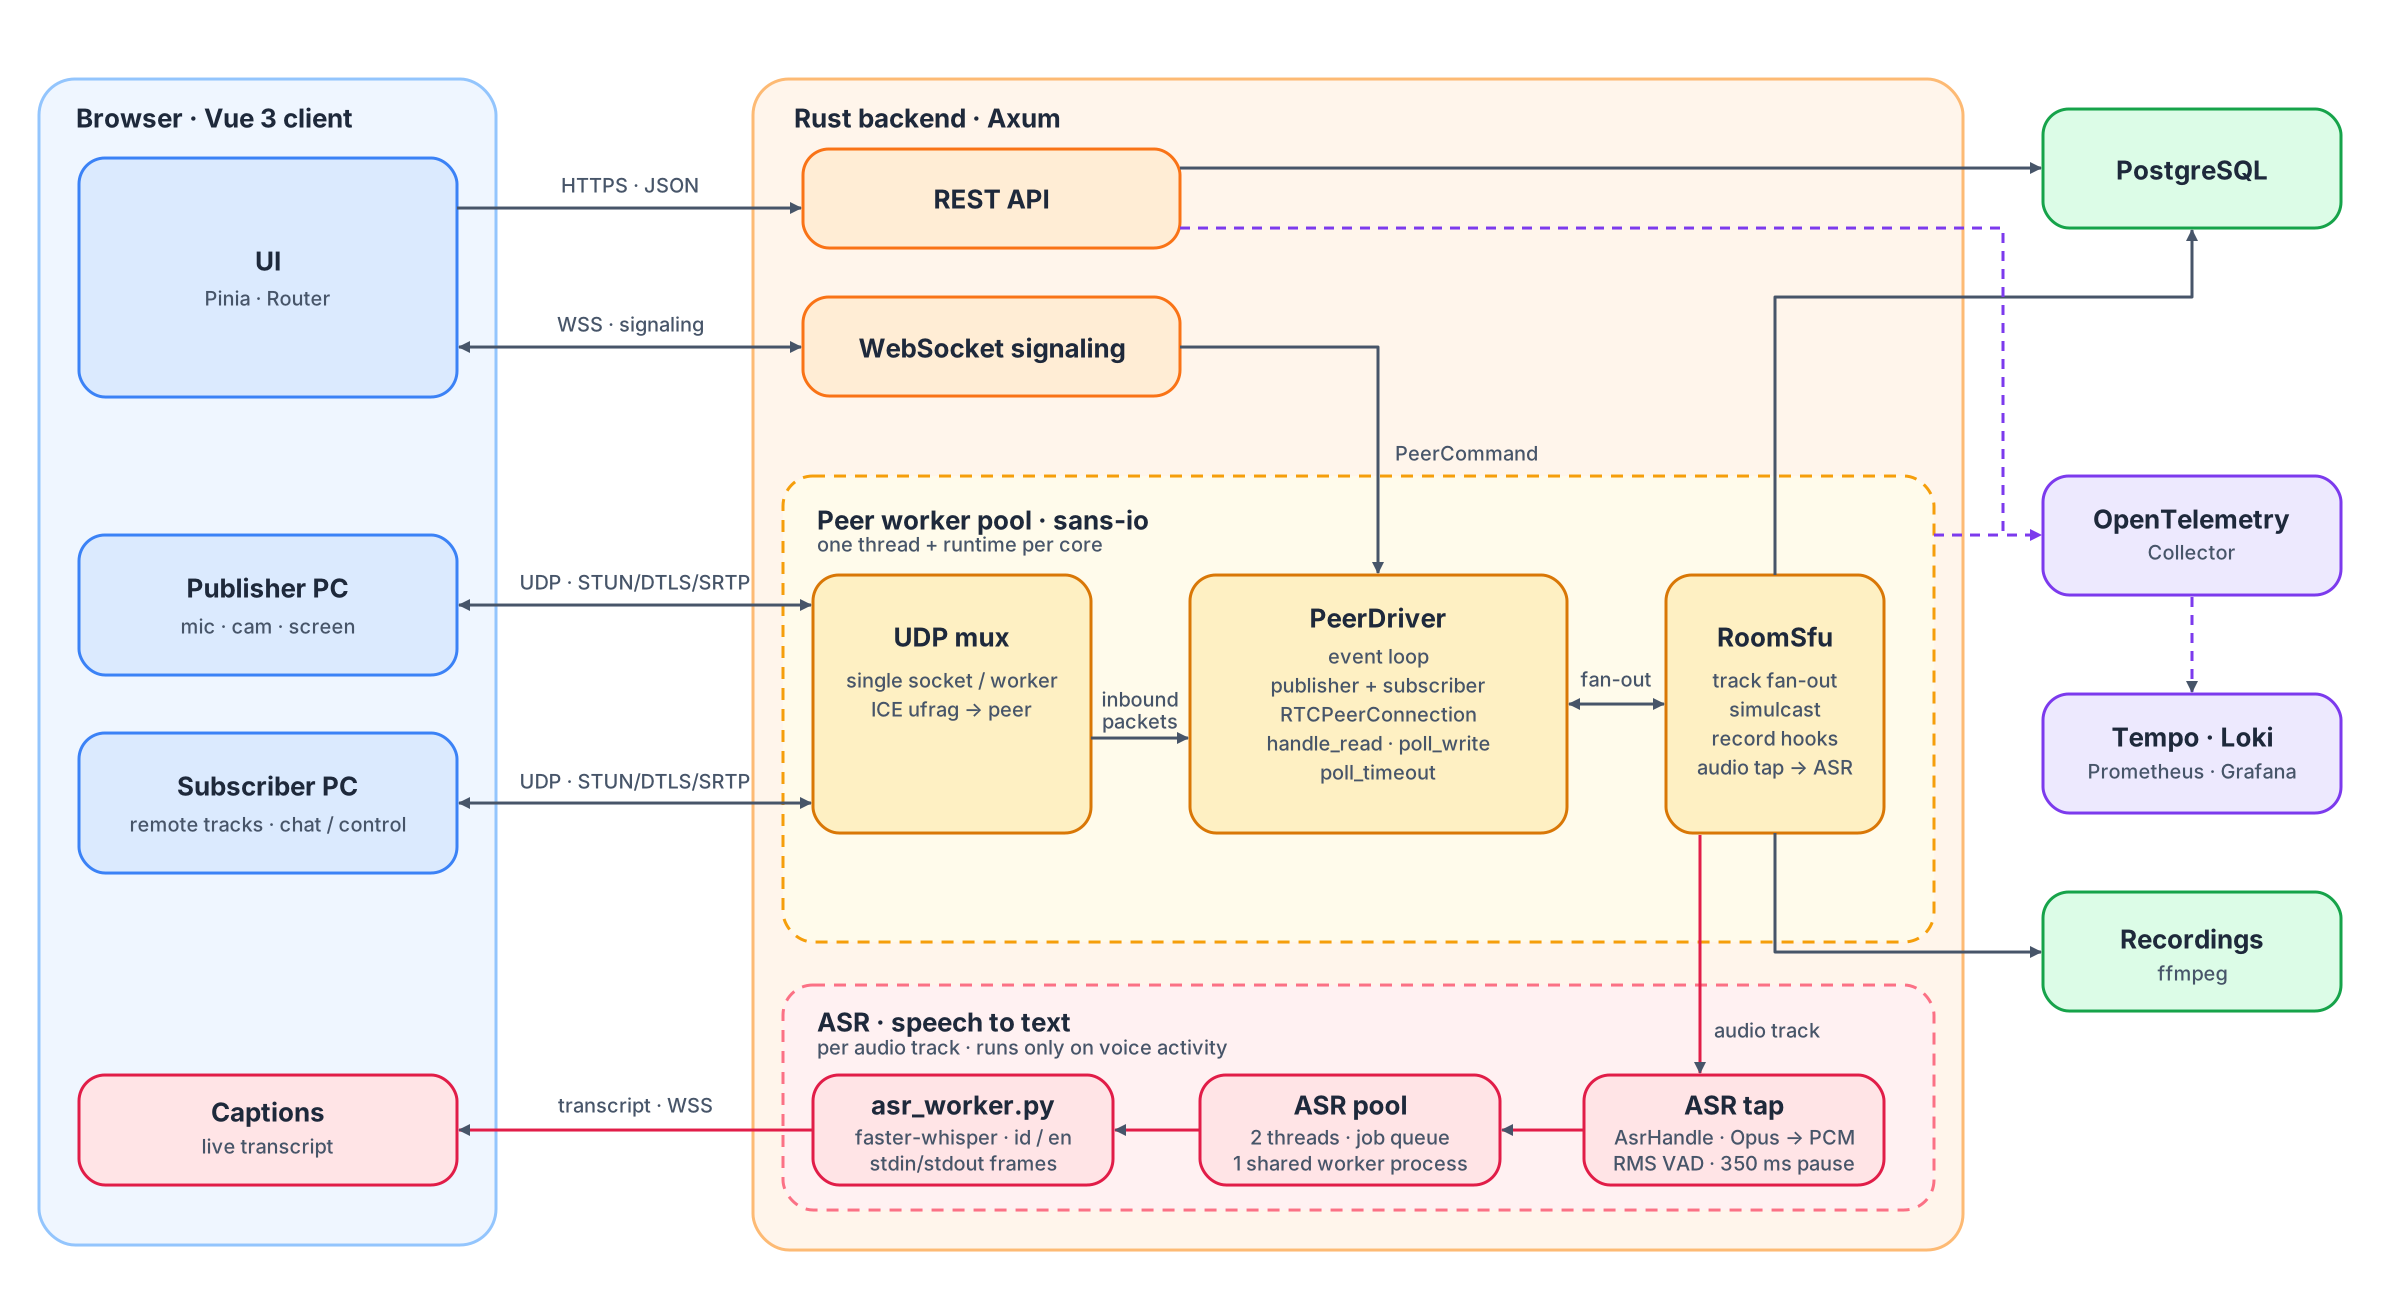 Browser · Vue 3 client
UI
Pinia · Router
Publisher PC
mic · cam · screen
Subscriber PC
remote tracks · chat / control
Captions
live transcript
HTTPS · JSON
WSS · signaling
UDP · STUN/DTLS/SRTP
UDP · STUN/DTLS/SRTP
transcript · WSS
Rust backend · Axum
REST API
WebSocket signaling
PeerCommand
Peer worker pool · sans-io
one thread + runtime per core
UDP mux
single socket / worker
ICE ufrag → peer
inbound
packets
PeerDriver
event loop
publisher + subscriber
RTCPeerConnection
handle_read · poll_write
poll_timeout
fan-out
RoomSfu
track fan-out
simulcast
record hooks
audio tap → ASR
ASR · speech to text
per audio track · runs only on voice activity
audio track
asr_worker.py
faster-whisper · id / en
stdin/stdout frames
ASR pool
2 threads · job queue
1 shared worker process
ASR tap
AsrHandle · Opus → PCM
RMS VAD · 350 ms pause
PostgreSQL
OpenTelemetry
Collector
Tempo · Loki
Prometheus · Grafana
Recordings
ffmpeg